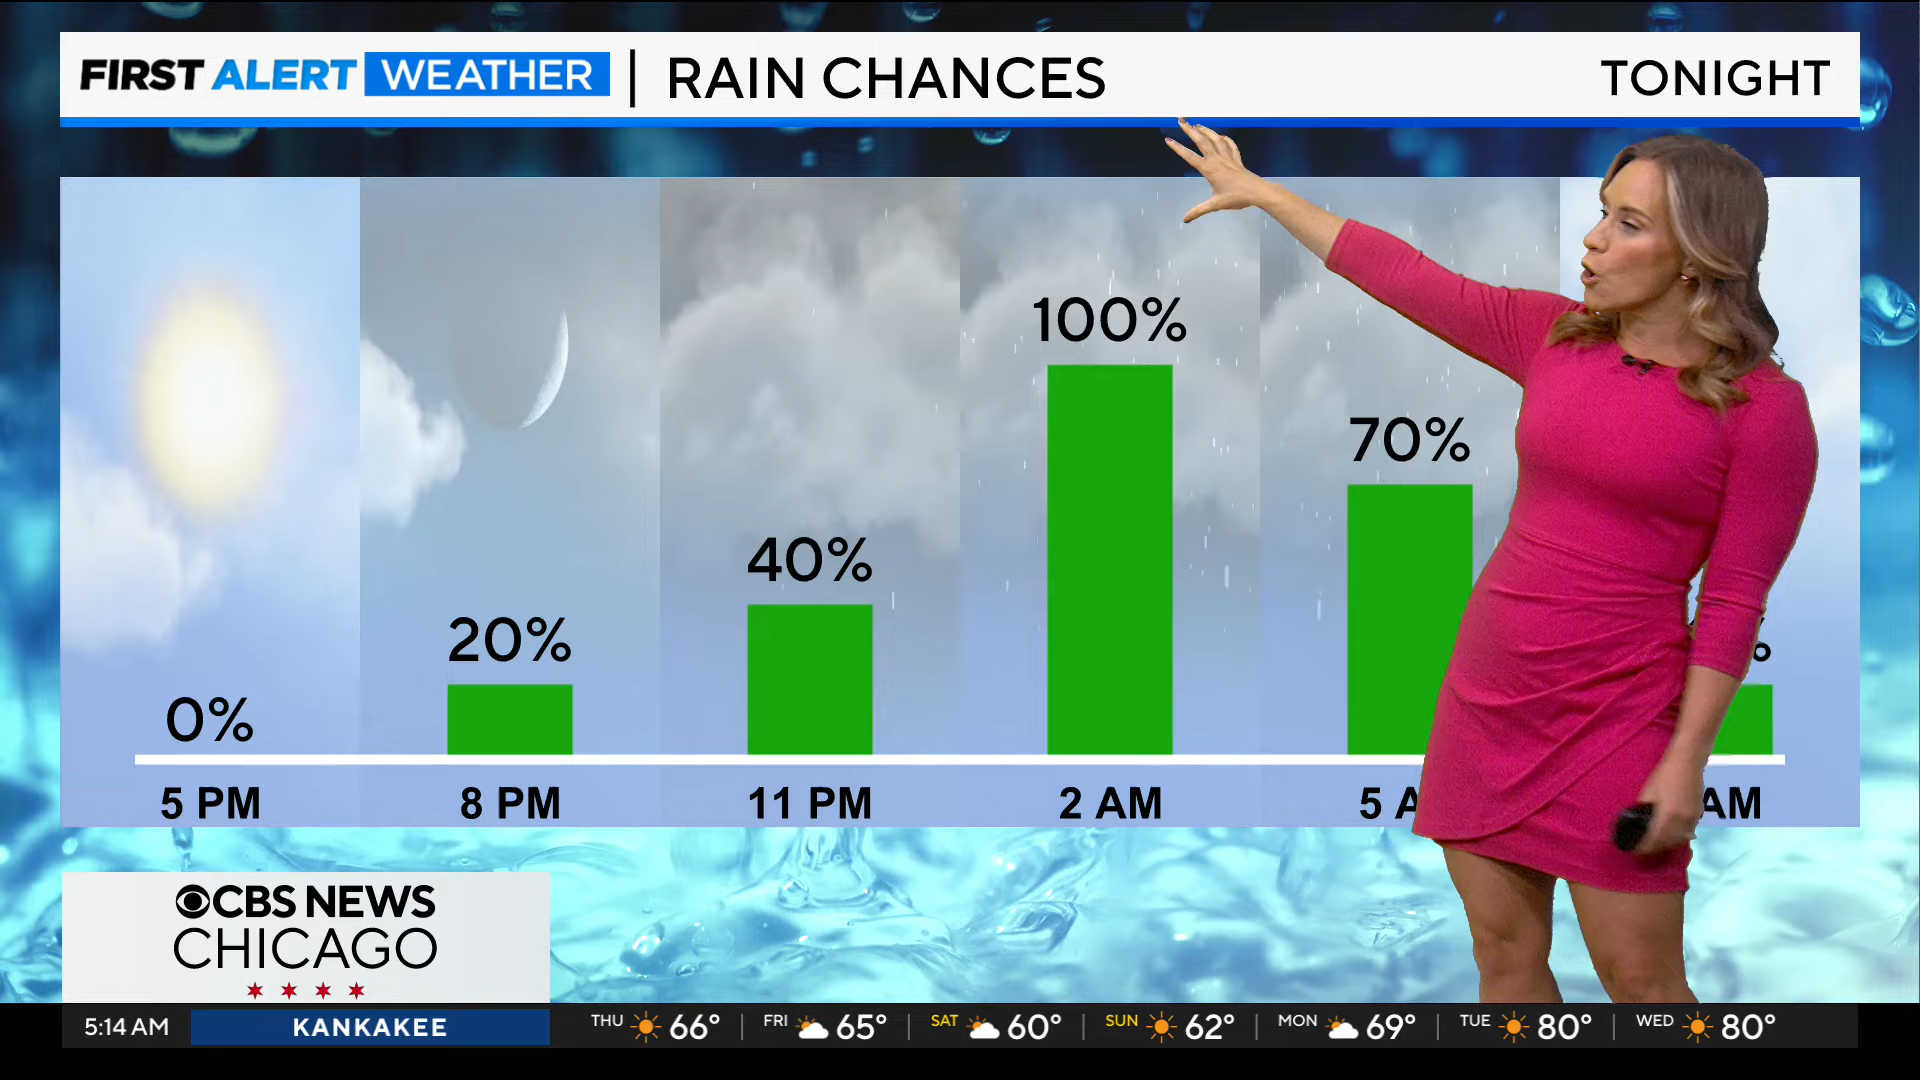 FIRST ALERT WEATHER | RAIN CHANCES
TONIGHT
0%
20%
40%
100%
70%
%
5 PM
8 PM
11 PM
2 AM
5 A
AM
CBS NEWS
CHICAGO
5:14 AM
KANKAKEE
THU 66° | FRI 65° | SAT 60° | SUN 62° | MON 69° | TUE 80° | WED 80°